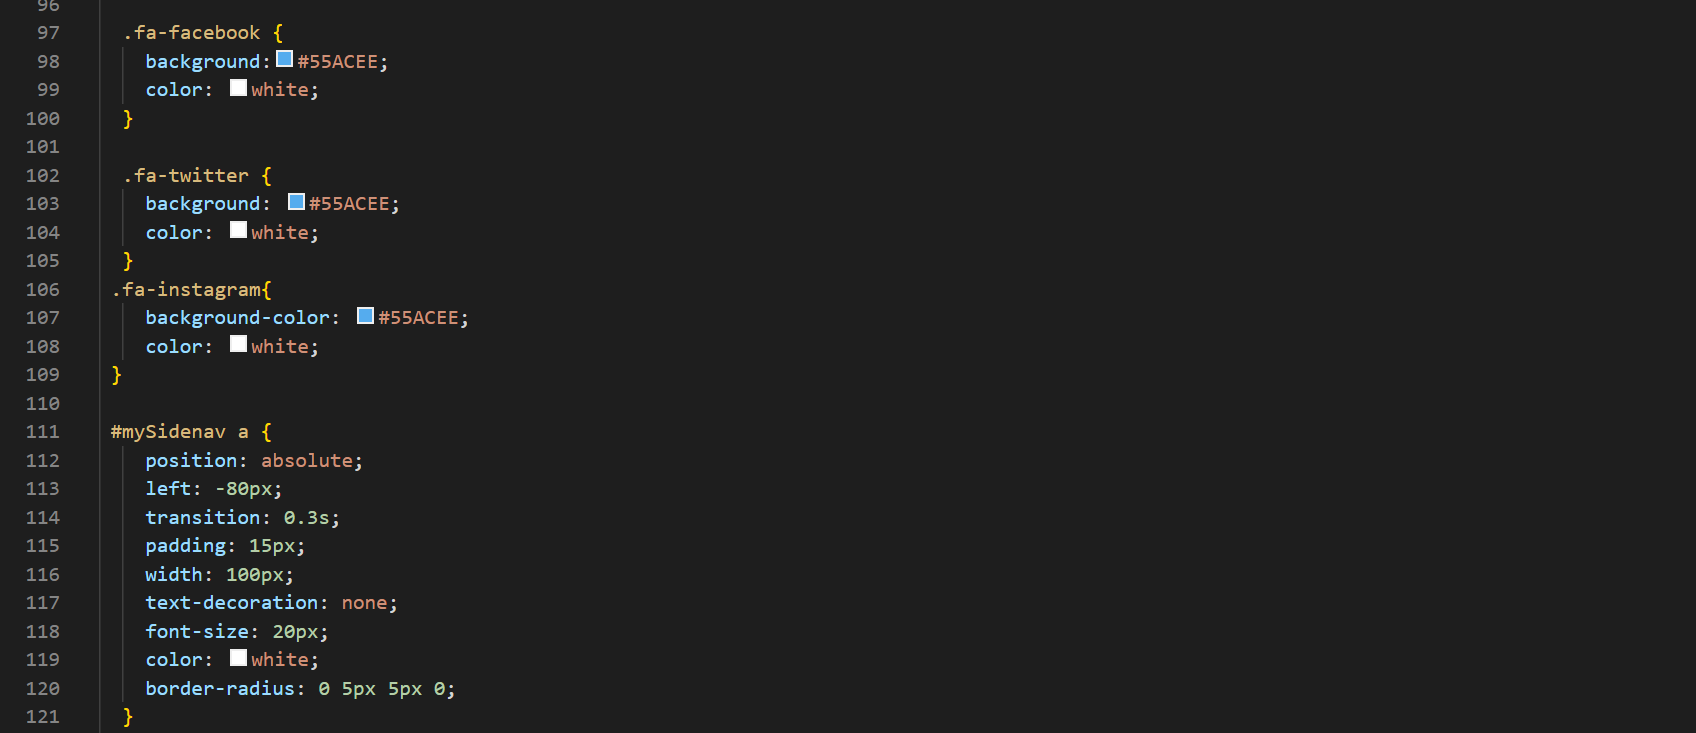 96
97 .fa-facebook {
98 background:#55ACEE;
99 color: white;
100 }
101
102 .fa-twitter {
103 background: #55ACEE;
104 color: white;
105 }
106 .fa-instagram{
107 background-color: #55ACEE;
108 color: white;
109 }
110
111 #mySidenav a {
112 position: absolute;
113 left: -80px;
114 transition: 0.3s;
115 padding: 15px;
116 width: 100px;
117 text-decoration: none;
118 font-size: 20px;
119 color: white;
120 border-radius: 0 5px 5px 0;
121 }